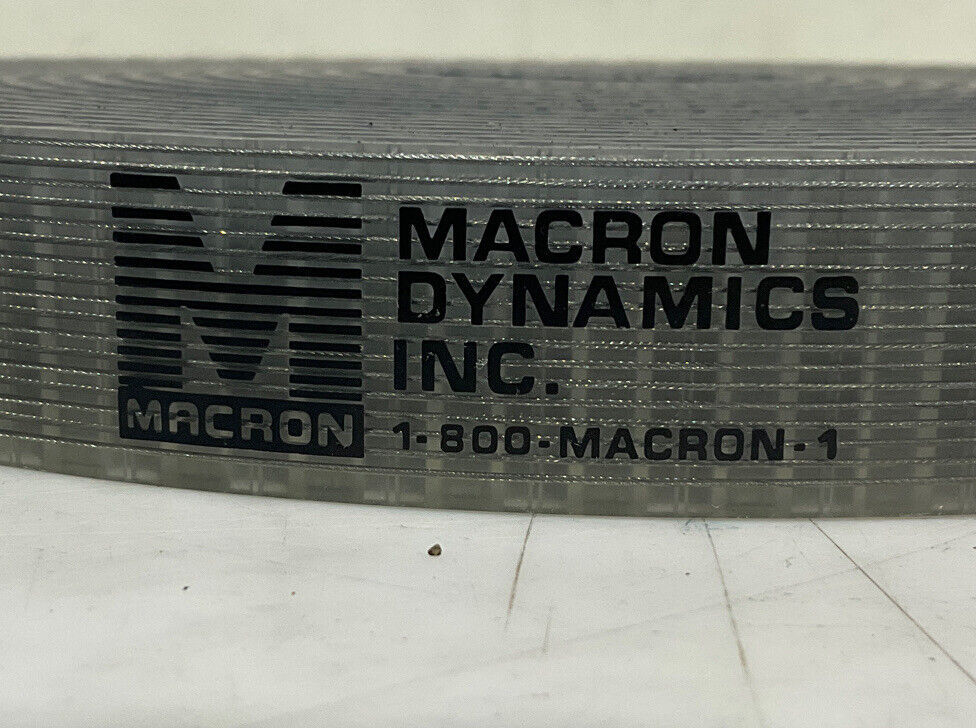 MACRON
MACRON
DYNAMICS
INC.
1-800-MACRON-1